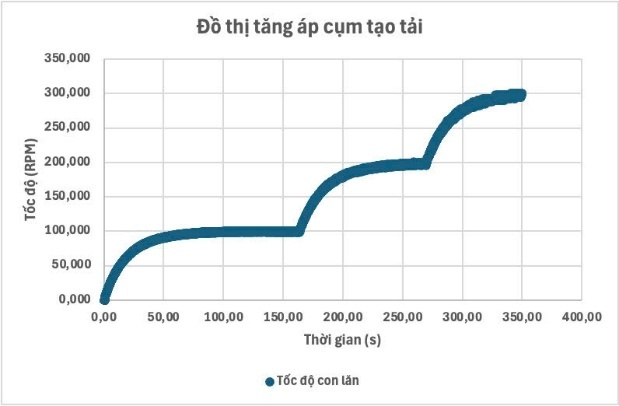 Đồ thị tăng áp cụm tạo tải
350,000
300,000
250,000
200,000
150,000
100,000
50,000
0,000
Tốc độ (RPM)
0,00 50,00 100,00 150,00 200,00 250,00 300,00 350,00 400,00
Thời gian (s)
Tốc độ con lăn